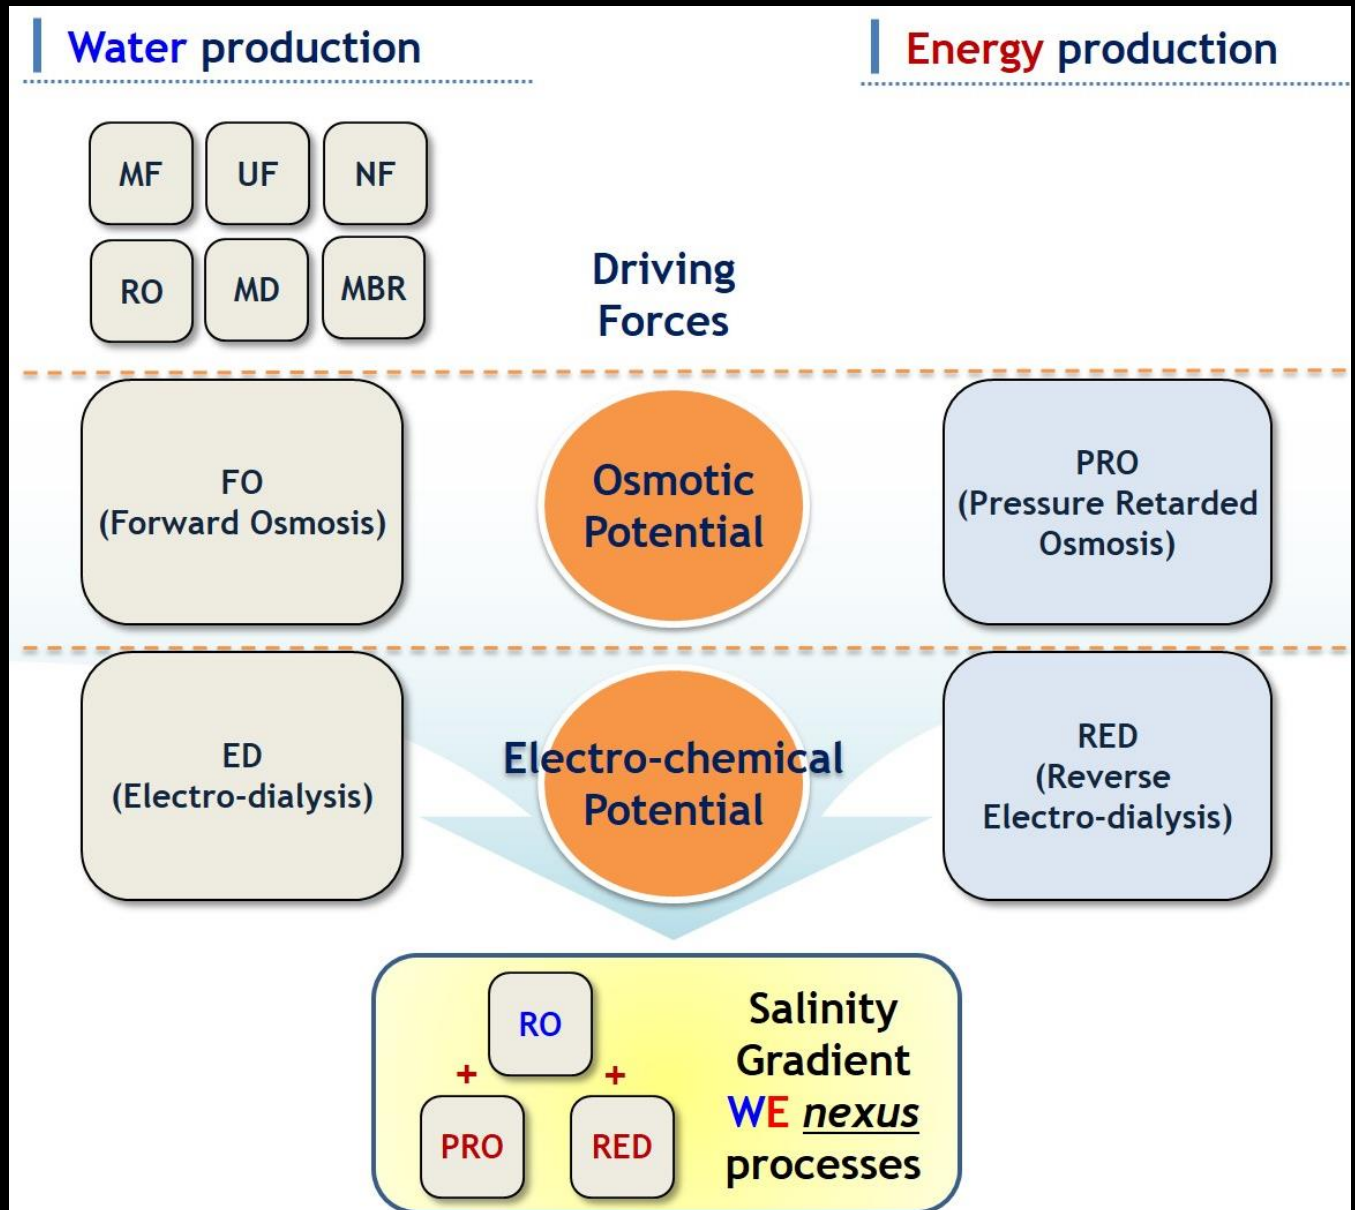 Water production
Energy production
MF
UF
NF
RO
MD
MBR
Driving
Forces
FO
(Forward Osmosis)
Osmotic
Potential
PRO
(Pressure Retarded
Osmosis)
ED
(Electro-dialysis)
Electro-chemical
Potential
RED
(Reverse
Electro-dialysis)
RO
+
+
PRO
RED
Salinity
Gradient
WE nexus
processes